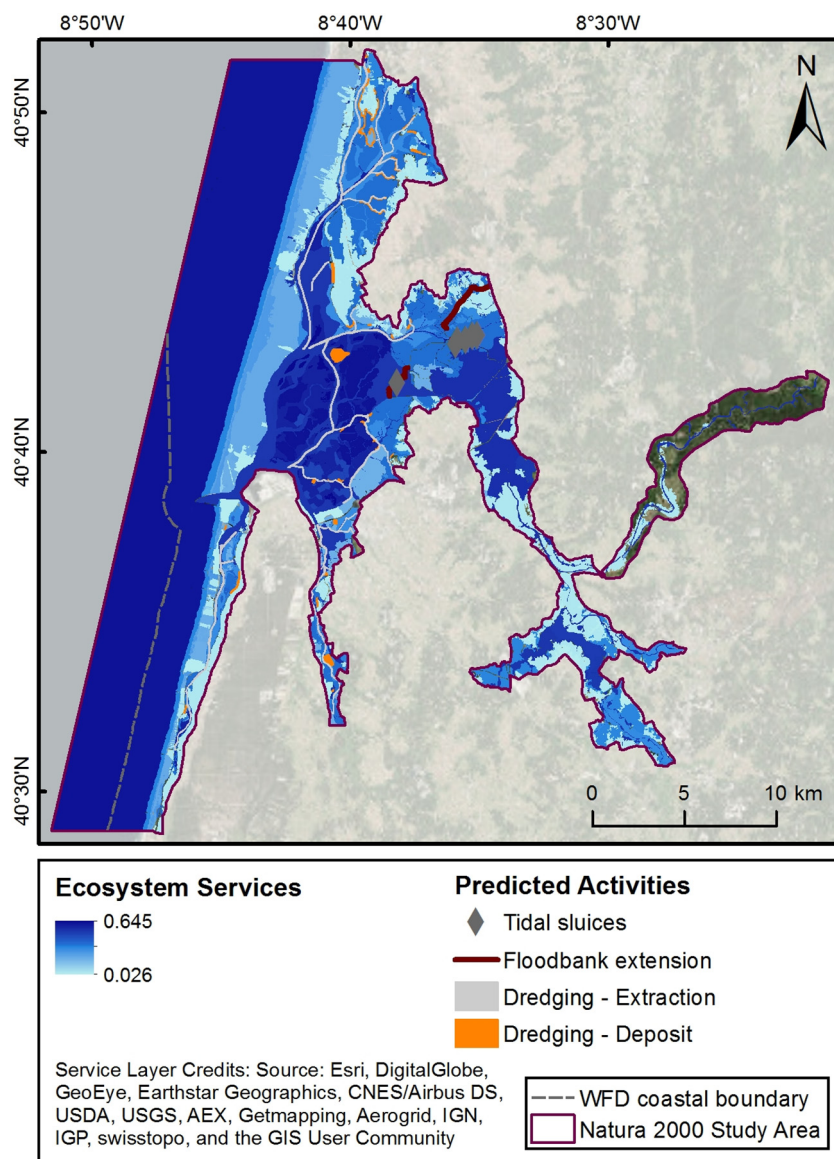 8°50'W 8°40'W 8°30'W
N
40°50'N
40°40'N
40°30'N
0 5 10 km
Ecosystem Services
0.645
0.026
Predicted Activities
Tidal sluices
Floodbank extension
Dredging - Extraction
Dredging - Deposit
Service Layer Credits: Source: Esri, DigitalGlobe,
GeoEye, Earthstar Geographics, CNES/Airbus DS,
USDA, USGS, AEX, Getmapping, Aerogrid, IGN,
IGP, swisstopo, and the GIS User Community
WFD coastal boundary
Natura 2000 Study Area